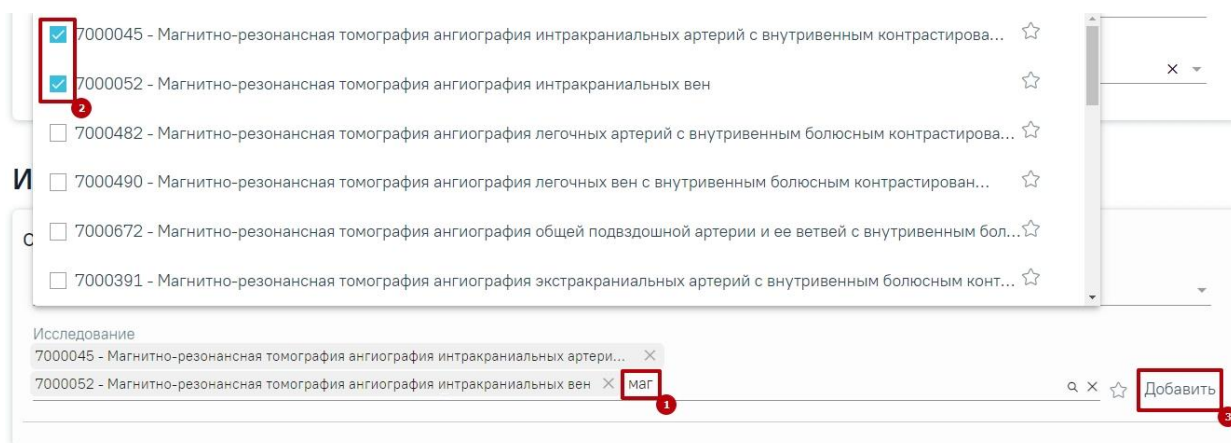 7000045 - Магнитно-резонансная томография ангиография интракраниальных артерий с внутривенным контрастирова...
7000052 - Магнитно-резонансная томография ангиография интракраниальных вен
2
7000482 - Магнитно-резонансная томография ангиография легочных артерий с внутривенным болюсным контрастирова...
И
7000490 - Магнитно-резонансная томография ангиография легочных вен с внутривенным болюсным контрастирован...
7000672 - Магнитно-резонансная томография ангиография общей подвздошной артерии и ее ветвей с внутривенным бол...
7000391 - Магнитно-резонансная томография ангиография экстракраниальных артерий с внутривенным болюсным конт...
Исследование
7000045 - Магнитно-резонансная томография ангиография интракраниальных артери...
7000052 - Магнитно-резонансная томография ангиография интракраниальных вен маг Добавить
1
3